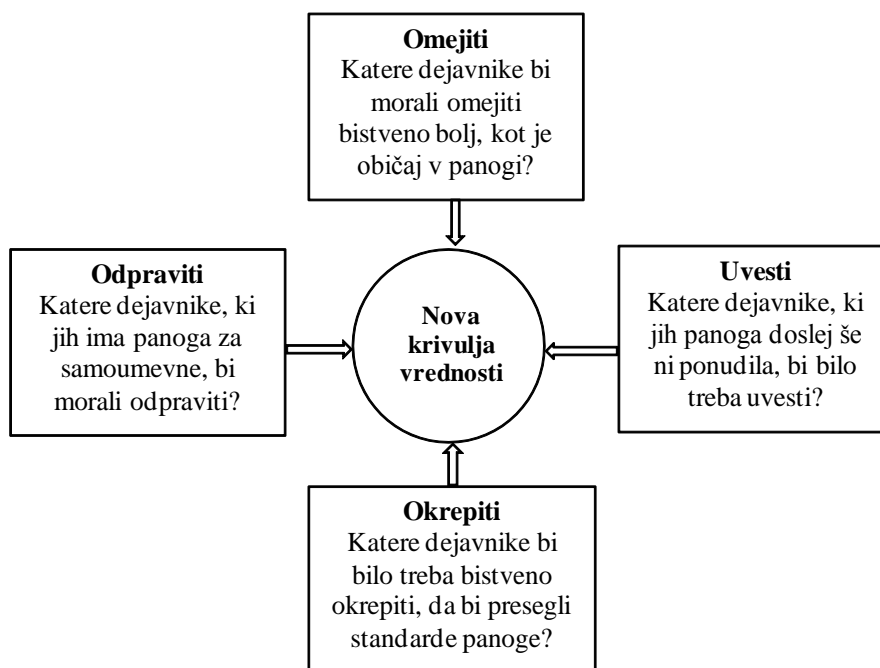 Omejiti
Katere dejavnike bi
morali omejiti
bistveno bolj, kot je
običaj v panogi?
Odpraviti
Katere dejavnike, ki
jih ima panoga za
samoumevne, bi
morali odpraviti?
Nova
krivulja
vrednosti
Uvesti
Katere dejavnike, ki
jih panoga doslej še
ni ponudila, bi bilo
treba uvesti?
Okrepiti
Katere dejavnike bi
bilo treba bistveno
okrepiti, da bi presegli
standarde panoge?